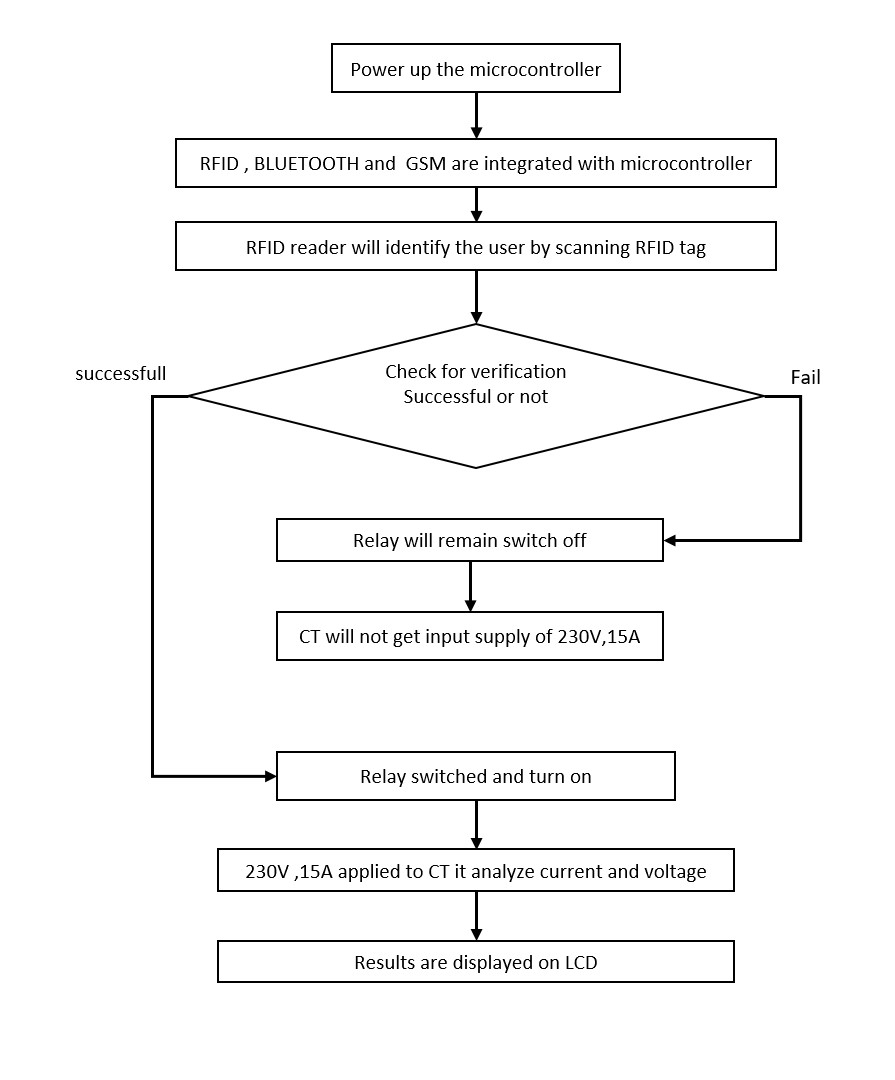 Power up the microcontroller
RFID , BLUETOOTH and  GSM are integrated with microcontroller
RFID reader will identify the user by scanning RFID tag
Check for verification
Successful or not
successfull
Fail
Relay will remain switch off
CT will not get input supply of 230V,15A
Relay switched and turn on
230V ,15A applied to CT it analyze current and voltage
Results are displayed on LCD